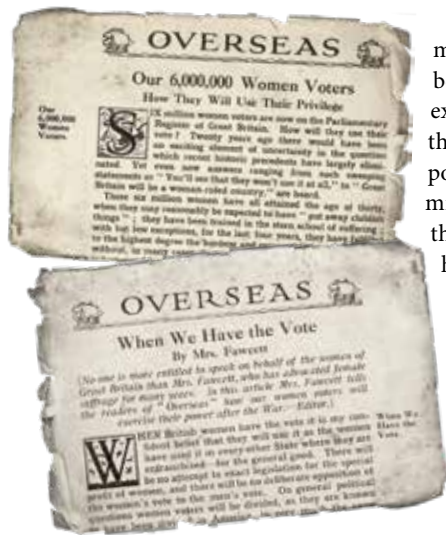 OVERSEAS
Our 6,000,000 Women Voters
How They Will Use Their Privilege
Our
6,000,000
Women
Voters.
SIX million women voters are now on the Parliamentary
Register of Great Britain. How will they use their
vote? Twenty years ago there would have been
an exciting element of uncertainty in the question
which recent historic precedents have largely elimi-
nated. Yet even now answers ranging from such sweeping
statements as "You'll see that they won't use it at all," to "Great
Britain will be a woman-ruled country," are heard.
These six million women have all attained the age of thirty,
when they may reasonably be expected to have "put away childish
things"; they have been trained in the stern school of suffering;
with but few exceptions, for the last four years, they have
to the highest degree the burdens and
without, in many cases
OVERSEAS
When We Have the Vote
By Mrs. Fawcett
(No one is more entitled to speak on behalf of the women of
Great Britain than Mrs. Fawcett, who has advocated female
suffrage for many years. In this article Mrs. Fawcett tells
the readers of "Overseas" how our women voters will
exercise their power after the War.—Editor.)
When We
Have the
Vote.
WHEN British women have the vote it is my con-
fident belief that they will use it as the women
have used it in every other State where they are
enfranchised—for the general good. There will
be no attempt to enact legislation for the special
profit of women, and there will be no deliberate opposition of
the women's vote to the men's vote. On general political
questions women voters will be divided, as they are known
to have been
m
b
ex
th
po
mi
th
h